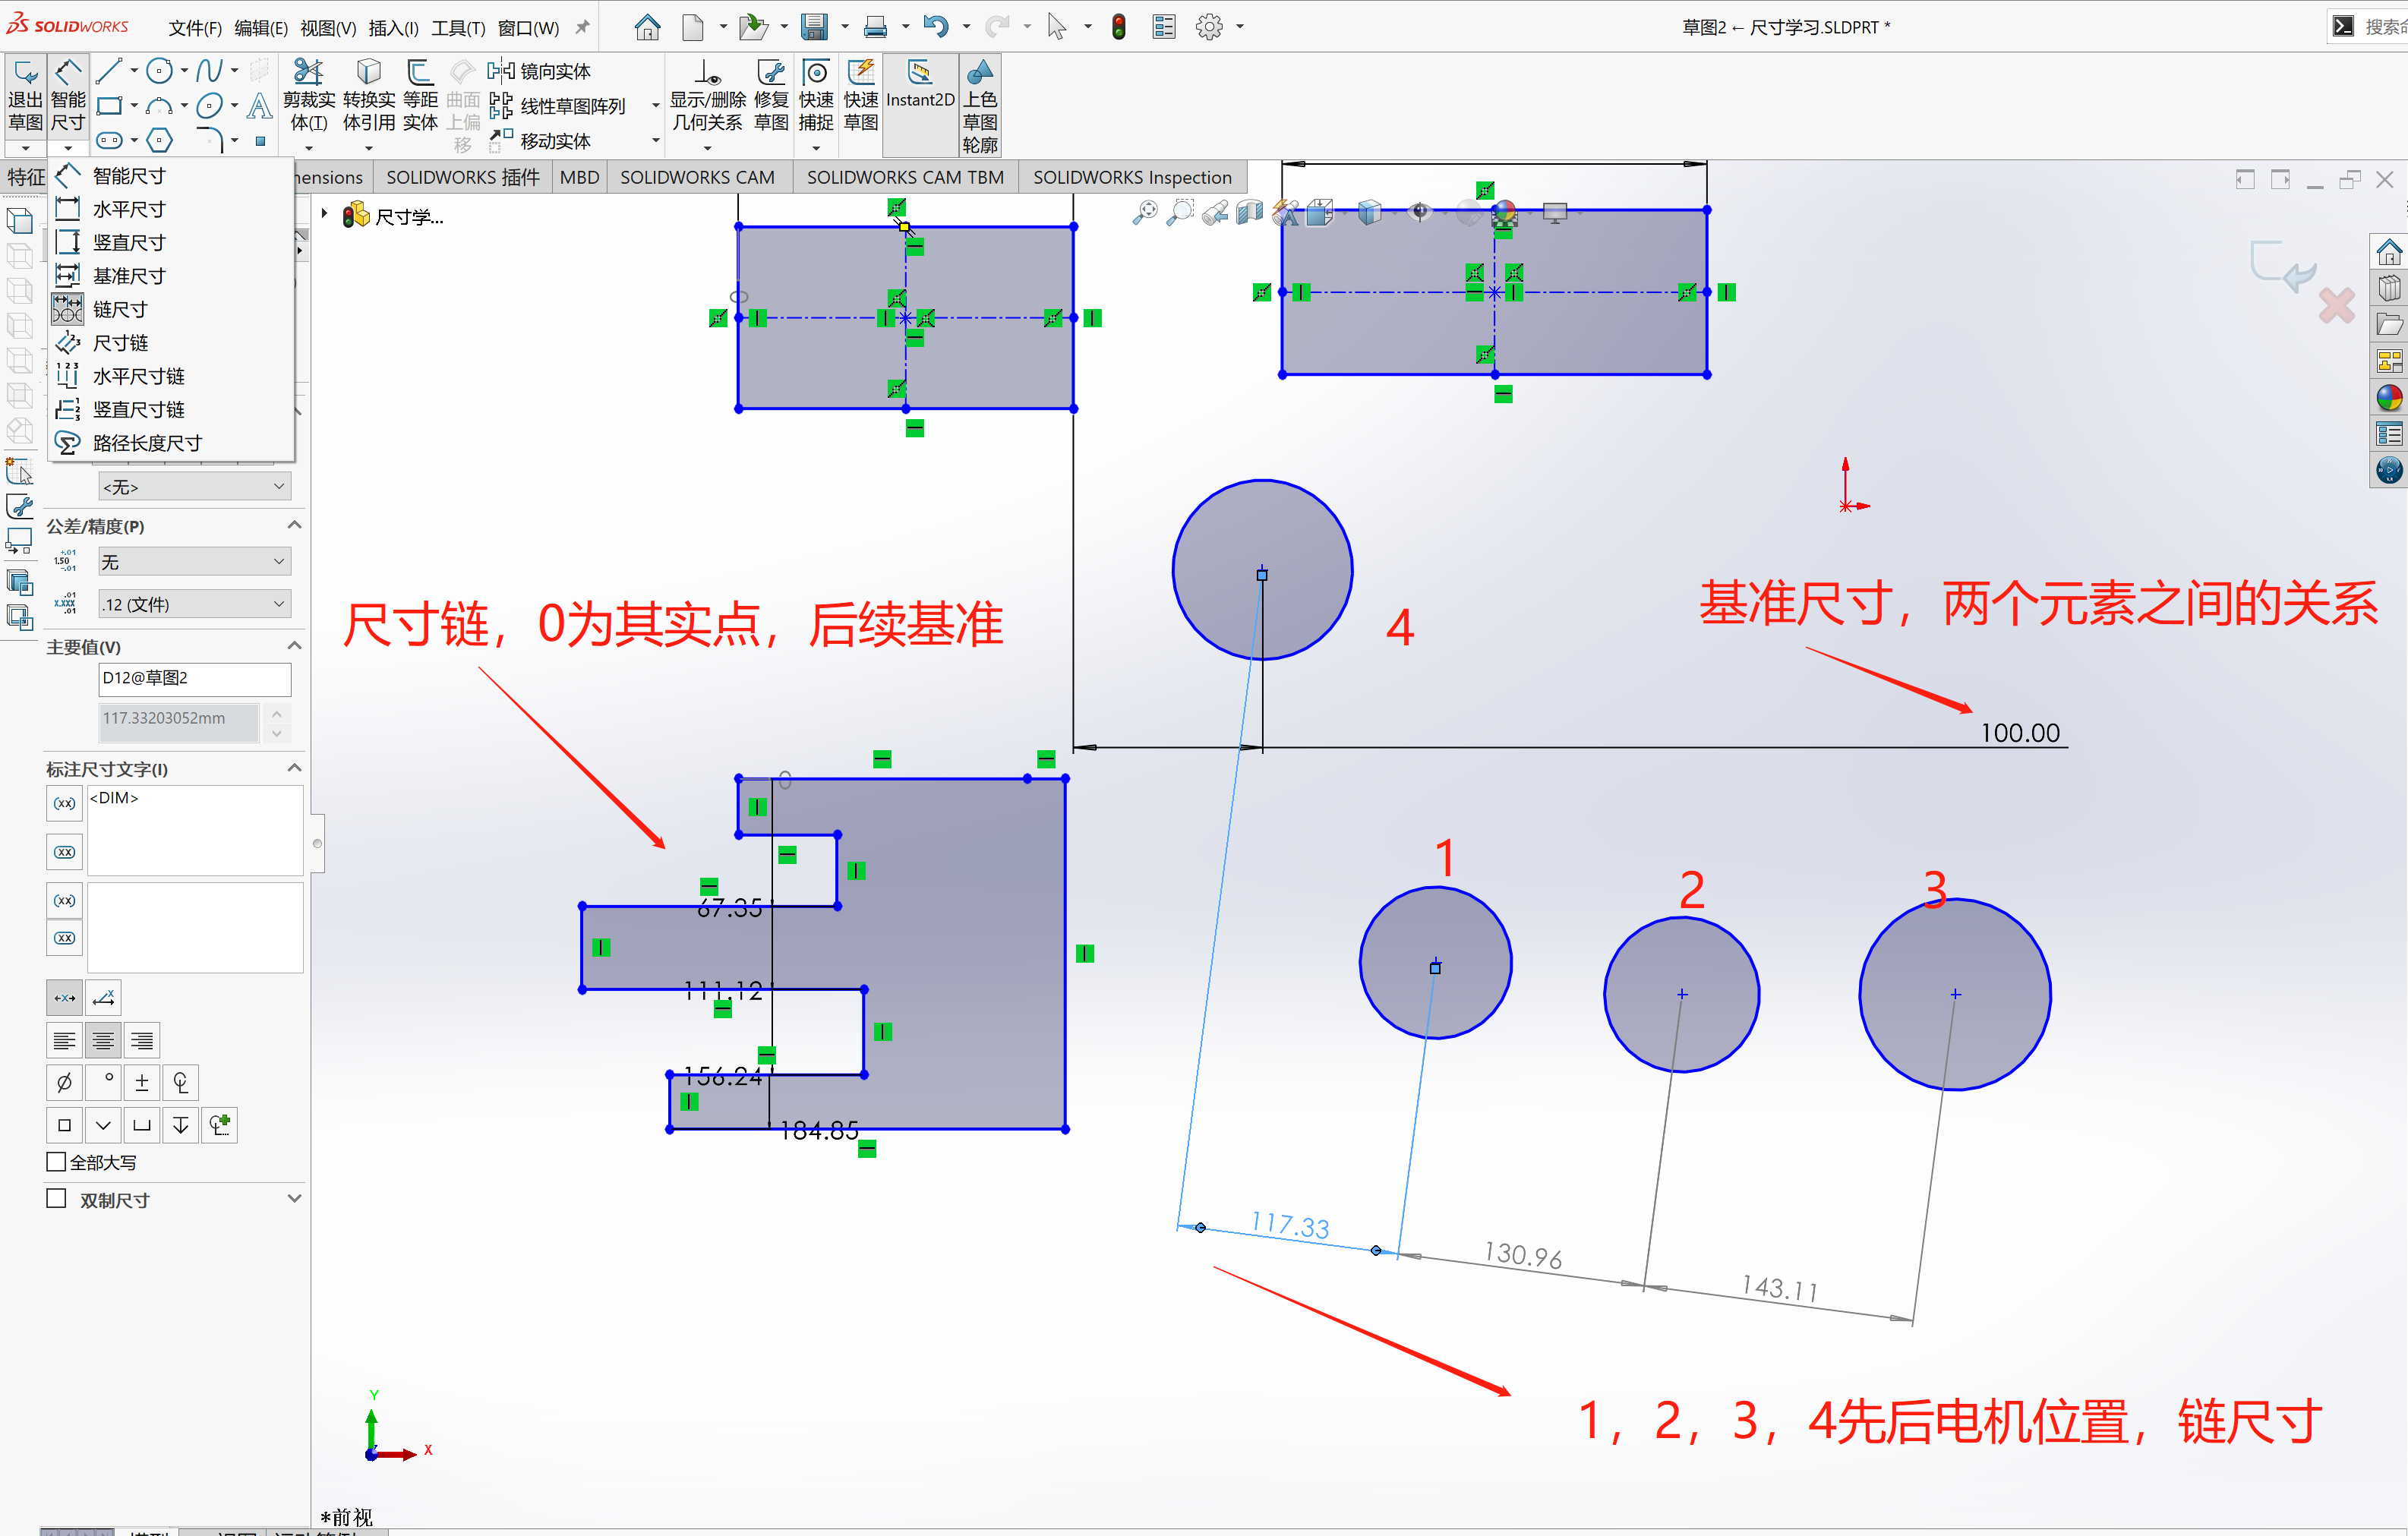 SOLIDWORKS
文件(F) 编辑(E) 视图(V) 插入(I) 工具(T) 窗口(W)
草图2 ← 尺寸学习.SLDPRT *
搜索命
退出草图
智能尺寸
剪裁实体(T)
转换实体引用
等距实体
曲面上偏移
镜向实体
线性草图阵列
移动实体
显示/删除几何关系
修复草图
快速捕捉
快速草图
Instant2D
上色草图轮廓
特征
mensions
SOLIDWORKS 插件
MBD
SOLIDWORKS CAM
SOLIDWORKS CAM TBM
SOLIDWORKS Inspection
智能尺寸
水平尺寸
竖直尺寸
基准尺寸
链尺寸
尺寸链
水平尺寸链
竖直尺寸链
路径长度尺寸
尺寸学...
<无>
公差/精度(P)
无
.12 (文件)
主要值(V)
D12@草图2
117.33203052mm
标注尺寸文字(I)
<DIM>
全部大写
双制尺寸
尺寸链，0为其实点，后续基准
4
基准尺寸，两个元素之间的关系
100.00
0
0
67.35
111.12
156.24
184.85
1
2
3
117.33
130.96
143.11
1，2，3，4先后电机位置，链尺寸
Y
X
*前视